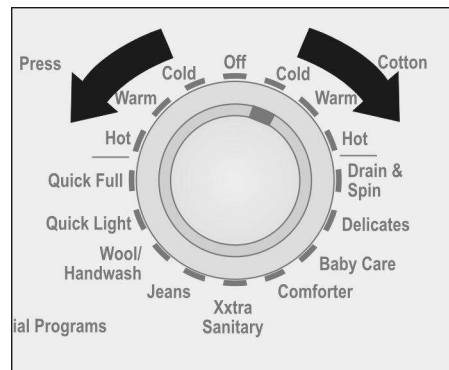 Press
Cold
Off
Cold
Cotton
Warm
Warm
Hot
Hot
Quick Full
Drain &
Spin
Quick Light
Delicates
Wool/
Handwash
Baby Care
Jeans
Xxtra
Sanitary
Comforter
ial Programs